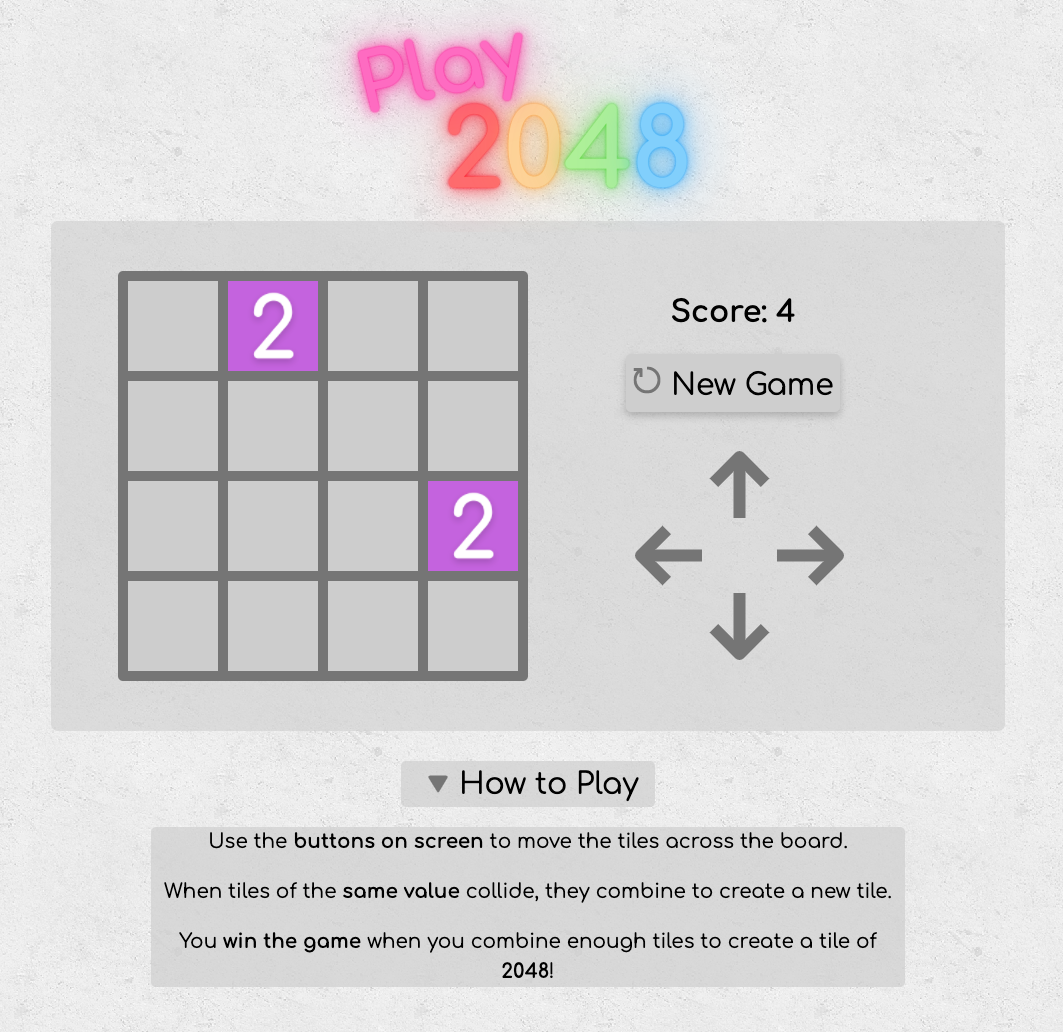 Play
2048
2
Score: 4
New Game
2
How to Play
Use the buttons on screen to move the tiles across the board.
When tiles of the same value collide, they combine to create a new tile.
You win the game when you combine enough tiles to create a tile of
2048!